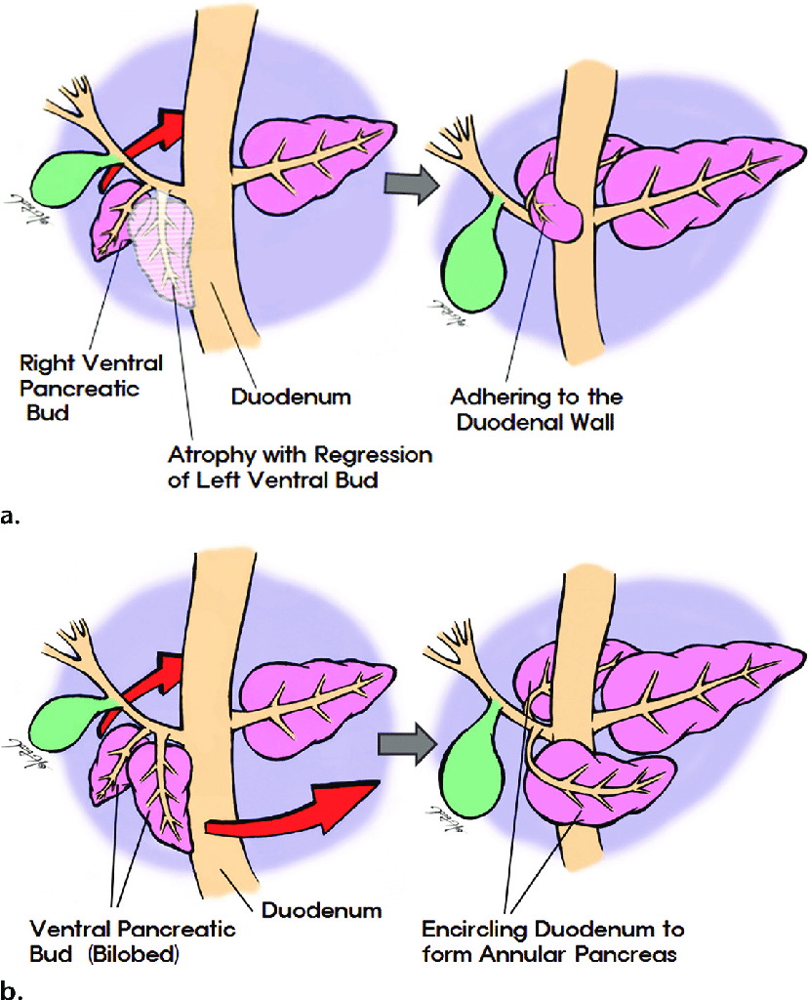 Right Ventral
Pancreatic
Bud
Duodenum
Atrophy with Regression
of Left Ventral Bud
Adhering to the
Duodenal Wall
a.
Ventral Pancreatic
Bud (Bilobed)
Duodenum
Encircling Duodenum to
form Annular Pancreas
b.